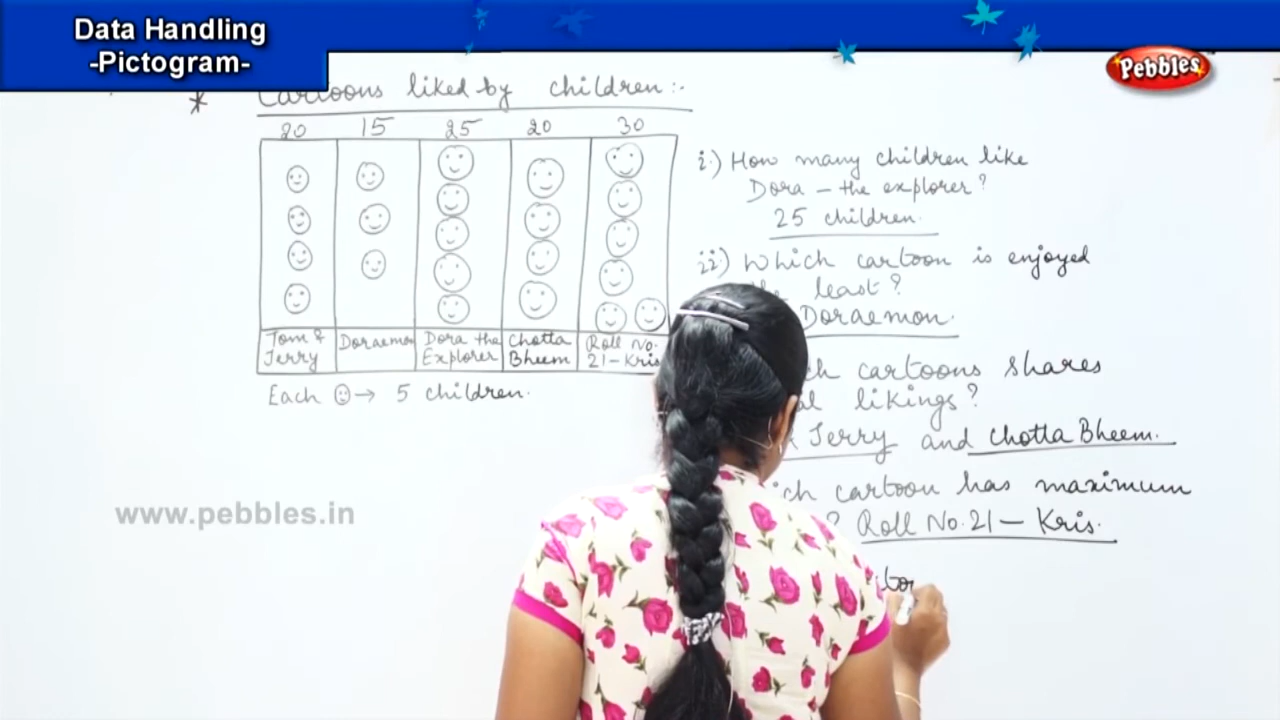 Data Handling
-Pictogram-
Pebbles
* Cartoons liked by children :-
20 15 25 20 30
Tom & Jerry
Doraemon
Dora the Explorer
Chotta Bheem
Roll No. 21-Kris
Each → 5 children.
i.) How many children like
Dora - the explorer?
25 children.
ii) Which cartoon is enjoyed
the least?
Doraemon.
cartoons shares
likings?
Jerry and Chotta Bheem.
cartoon has maximum
? Roll No. 21 - Kris.
www.pebbles.in